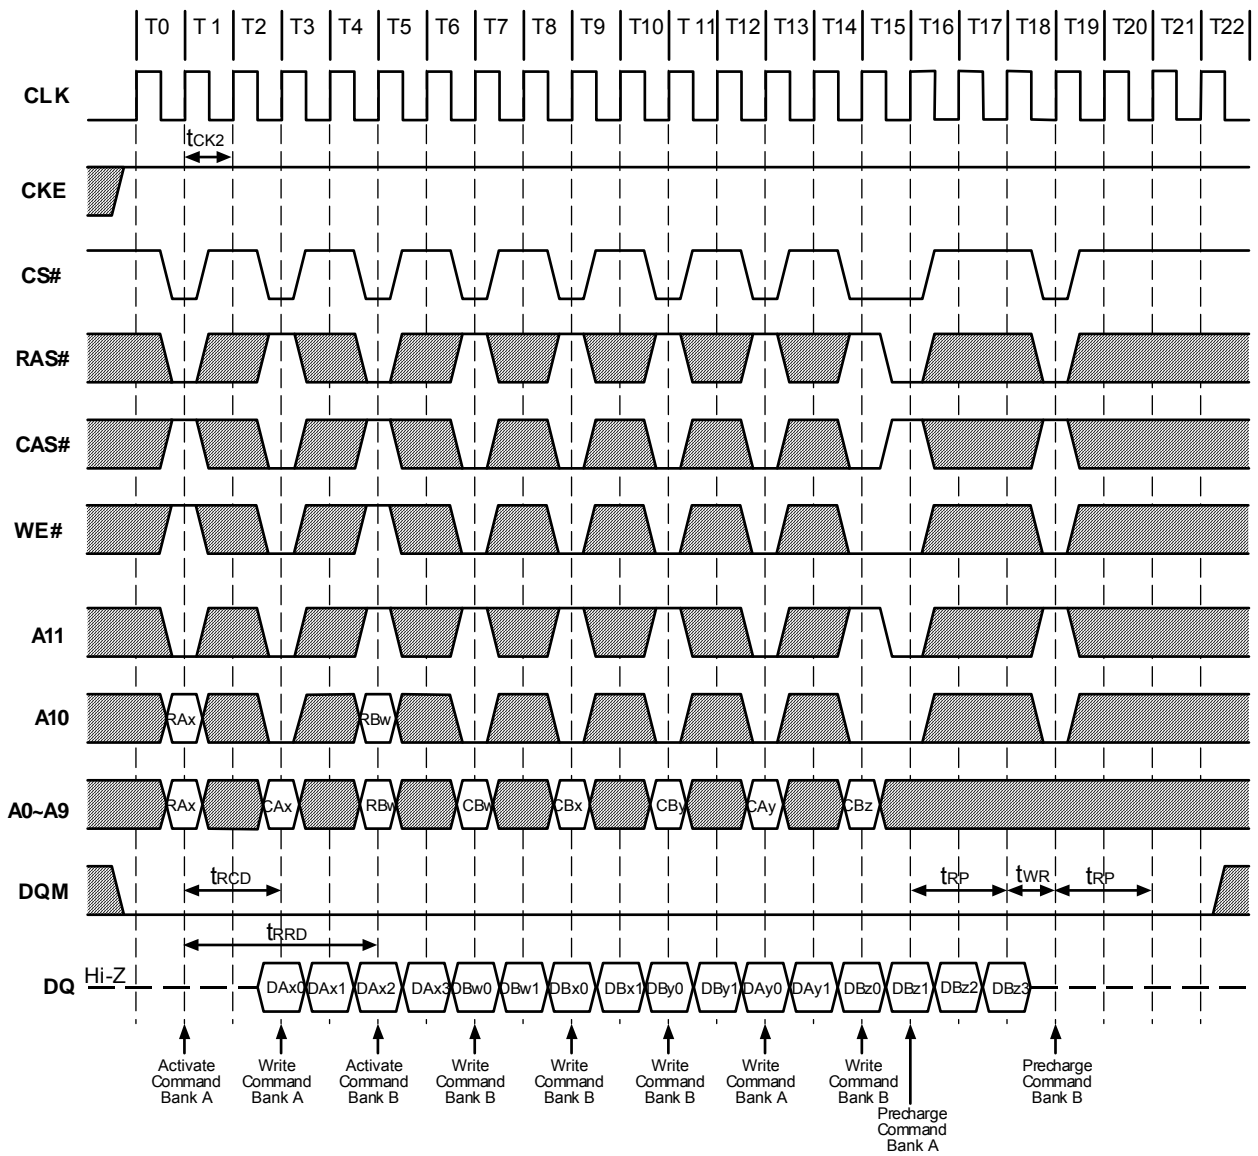 T0 T 1 T2 T3 T4 T5 T6 T7 T8 T9 T10 T 11 T12 T13 T14 T15 T16 T17 T18 T19 T20 T21 T22
CLK
tCK2
CKE
CS#
RAS#
CAS#
WE#
A11
A10 RAx RBw
A0~A9 RAx CAx RBw CBw CBx CBy CAy CBz
DQM tRCD tRP tWR tRP
tRRD
DQ Hi-Z DAx0 DAx1 DAx2 DAx3 DBw0 DBw1 DBx0 DBx1 DBy0 DBy1 DAy0 DAy1 DBz0 DBz1 DBz2 DBz3
Activate
Command
Bank A
Write
Command
Bank A
Activate
Command
Bank B
Write
Command
Bank B
Write
Command
Bank B
Write
Command
Bank B
Write
Command
Bank A
Write
Command
Bank B
Precharge
Command
Bank A
Precharge
Command
Bank B